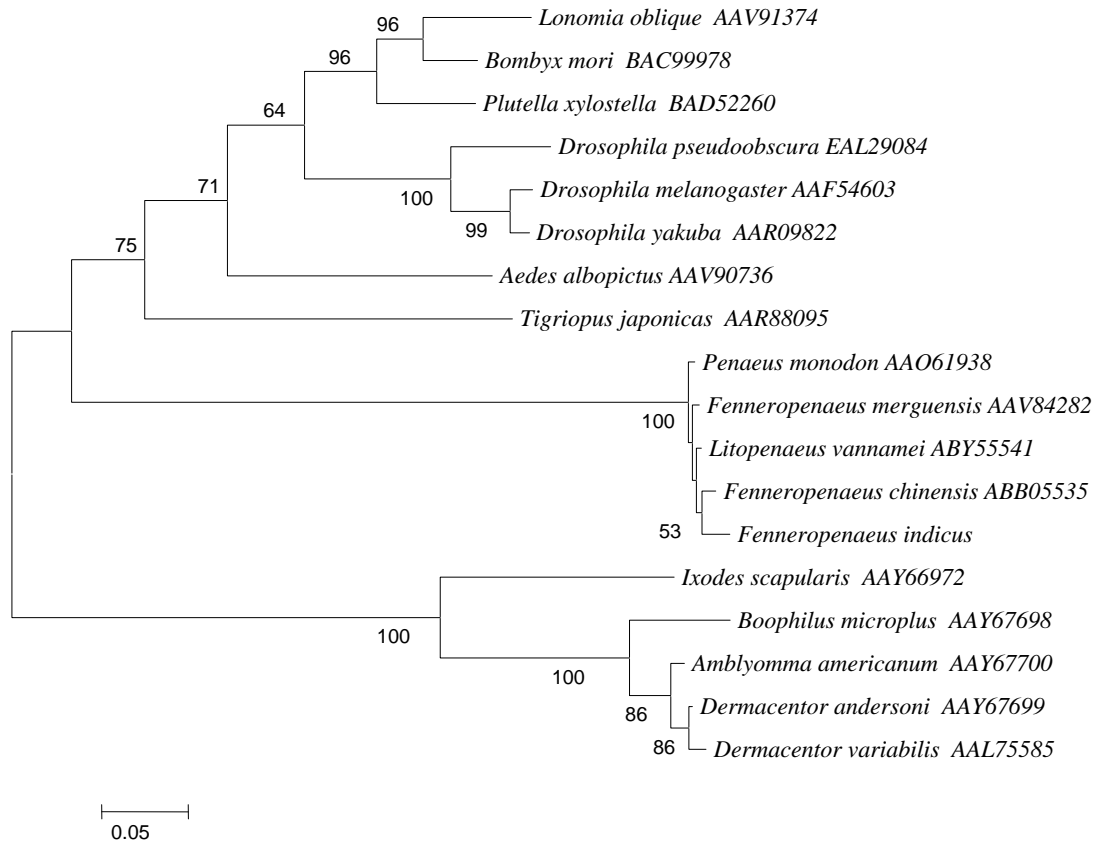 Lonomia oblique AAV91374
96
Bombyx mori BAC99978
96
Plutella xylostella BAD52260
64
Drosophila pseudoobscura EAL29084
71
Drosophila melanogaster AAF54603
100
Drosophila yakuba AAR09822
99
75
Aedes albopictus AAV90736
Tigriopus japonicas AAR88095
Penaeus monodon AAO61938
Fenneropenaeus merguensis AAV84282
100
Litopenaeus vannamei ABY55541
Fenneropenaeus chinensis ABB05535
Fenneropenaeus indicus
53
Ixodes scapularis AAY66972
Boophilus microplus AAY67698
100
Amblyomma americanum AAY67700
100
Dermacentor andersoni AAY67699
86
Dermacentor variabilis AAL75585
86
0.05